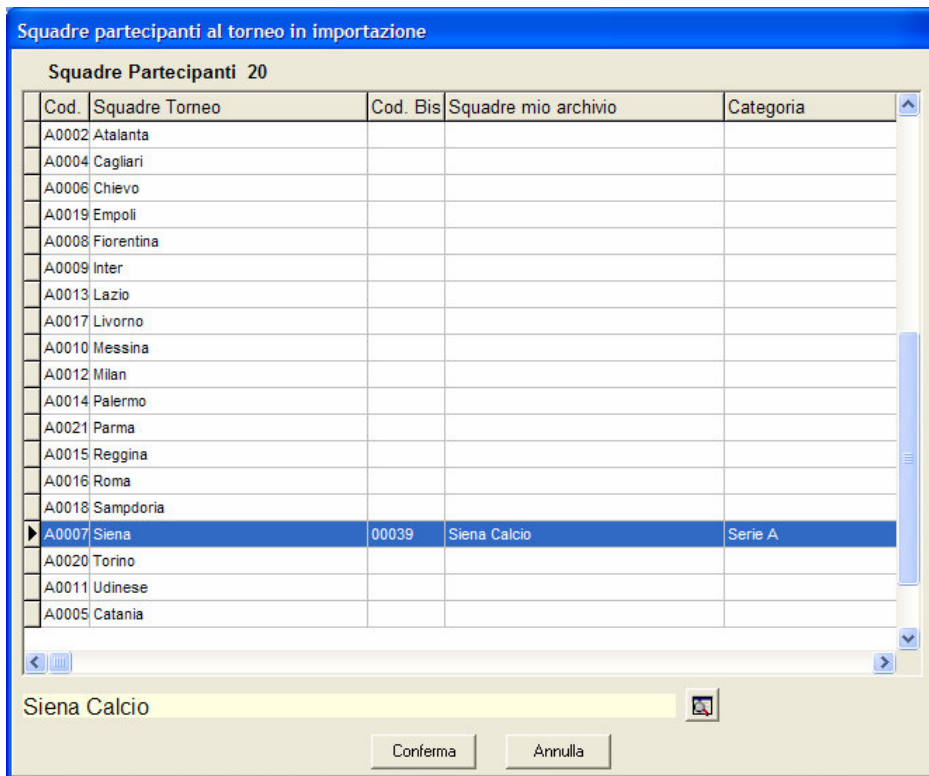 Squadre partecipanti al torneo in importazione
Squadre Partecipanti 20
Cod. Squadre Torneo Cod. Bis Squadre mio archivio Categoria
A0002 Atalanta
A0004 Cagliari
A0006 Chievo
A0019 Empoli
A0008 Fiorentina
A0009 Inter
A0013 Lazio
A0017 Livorno
A0010 Messina
A0012 Milan
A0014 Palermo
A0021 Parma
A0015 Reggina
A0016 Roma
A0018 Sampdoria
A0007 Siena 00039 Siena Calcio Serie A
A0020 Torino
A0011 Udinese
A0005 Catania
Siena Calcio
Conferma Annulla